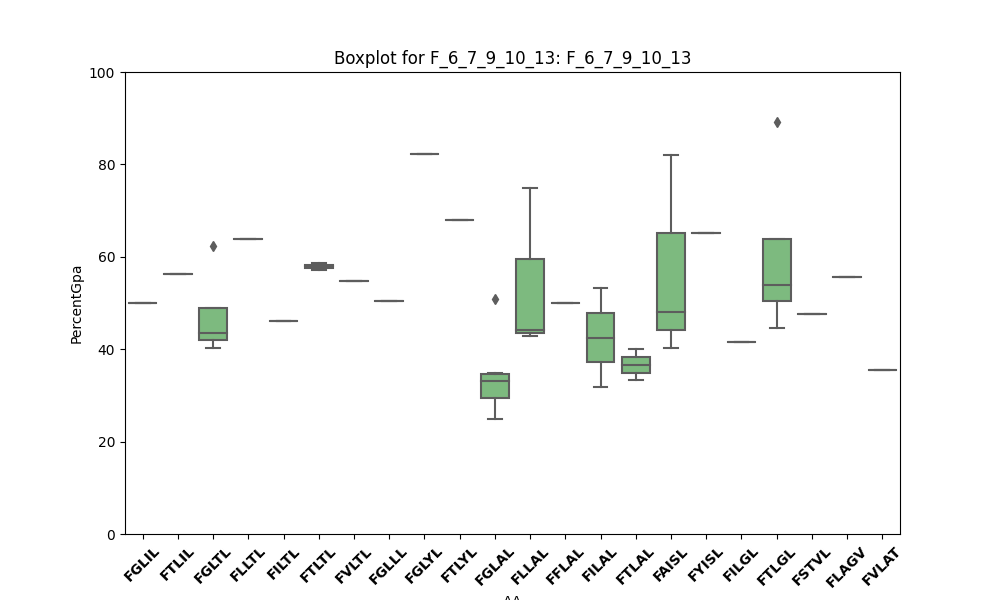 Boxplot for F_6_7_9_10_13: F_6_7_9_10_13
100
80
60
40
20
0
PercentGpa
FGLIL FTLIL FGLTL FLLTL FILTL FTLTL FVLTL FGLLL FGLYL FTLYL FGLAL FLLAL FFLAL FILAL FTLAL FAISL FYISL FILGL FTLGL FSTVL FLAGV FVLAT
AA